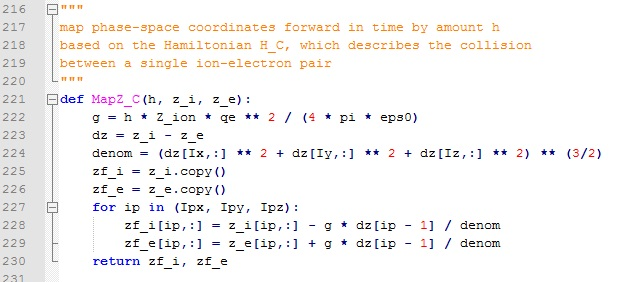 216 """
217 map phase-space coordinates forward in time by amount h
218 based on the Hamiltonian H_C, which describes the collision
219 between a single ion-electron pair
220 """
221 def MapZ_C(h, z_i, z_e):
222     g = h * Z_ion * qe ** 2 / (4 * pi * eps0)
223     dz = z_i - z_e
224     denom = (dz[Ix,:] ** 2 + dz[Iy,:] ** 2 + dz[Iz,:] ** 2) ** (3/2)
225     zf_i = z_i.copy()
226     zf_e = z_e.copy()
227     for ip in (Ipx, Ipy, Ipz):
228         zf_i[ip,:] = z_i[ip,:] - g * dz[ip - 1] / denom
229         zf_e[ip,:] = z_e[ip,:] + g * dz[ip - 1] / denom
230     return zf_i, zf_e
231